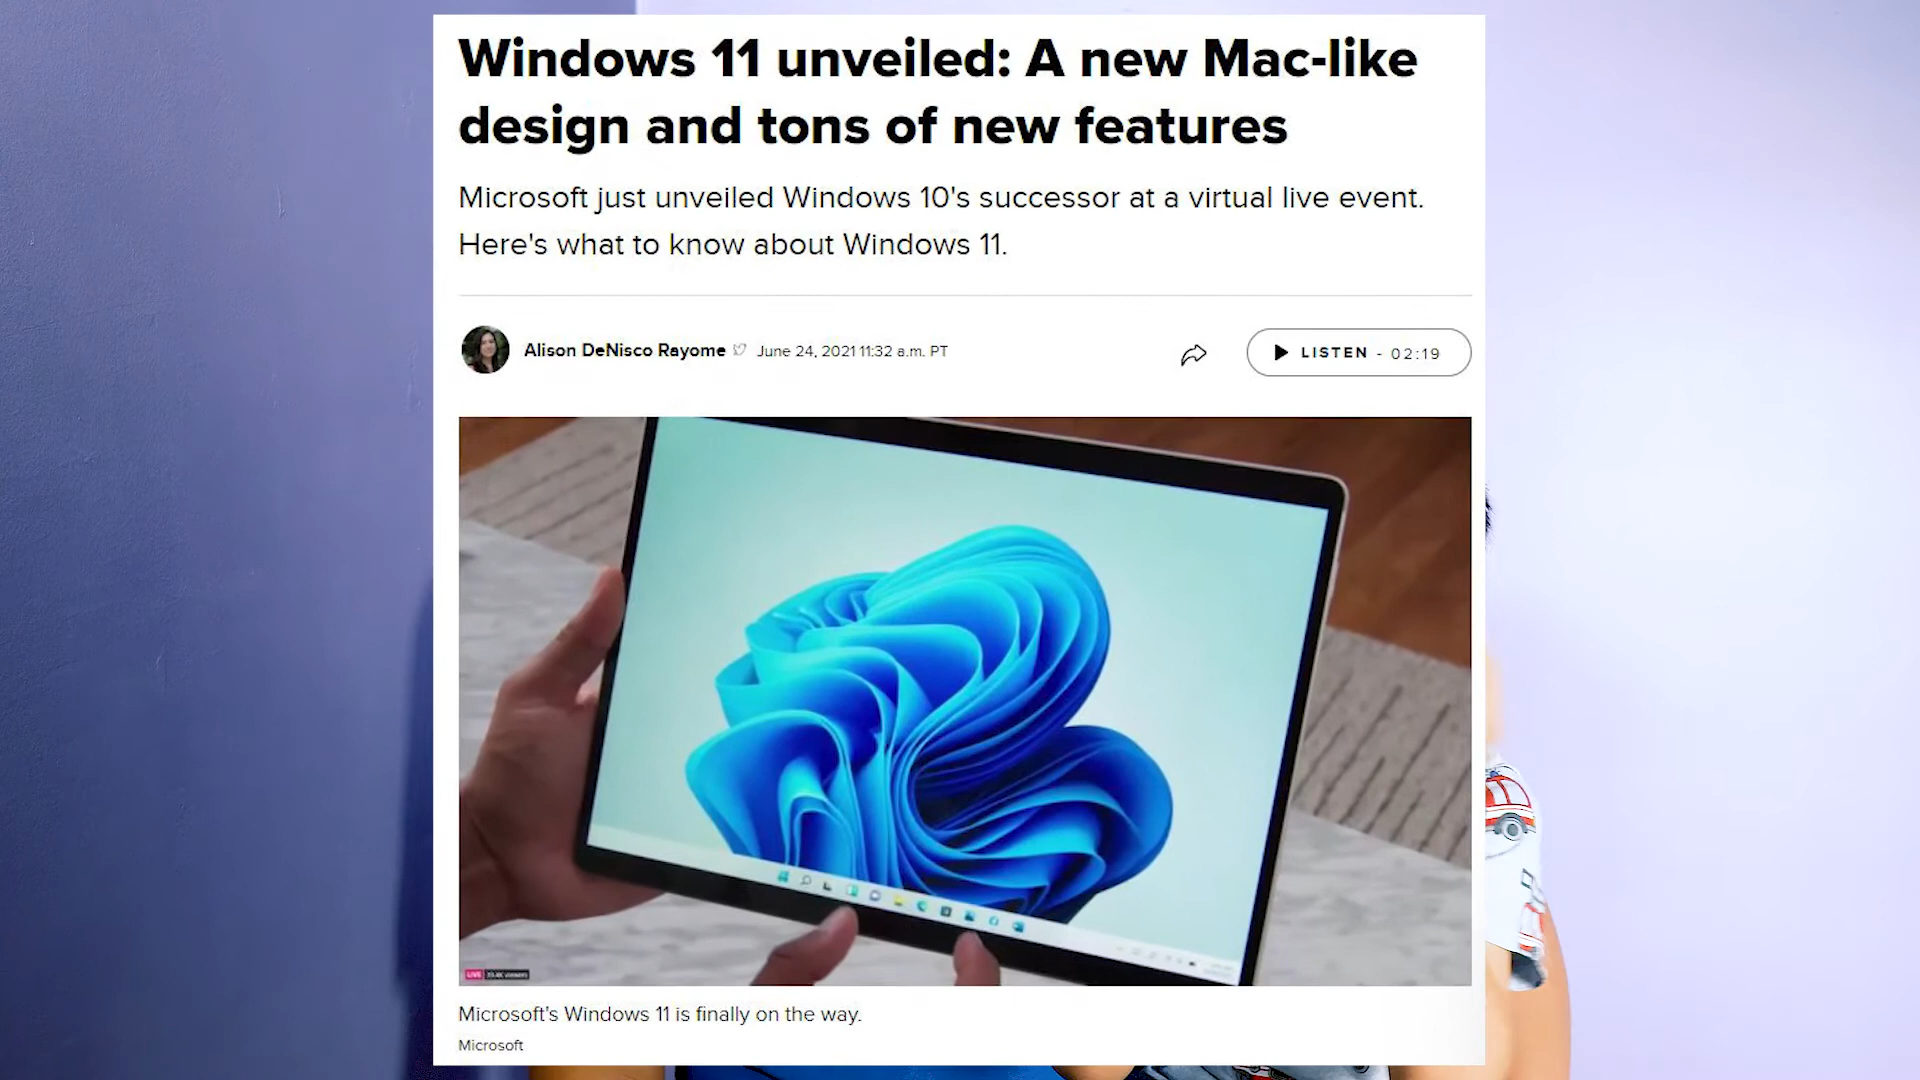 Windows 11 unveiled: A new Mac-like
design and tons of new features
Microsoft just unveiled Windows 10's successor at a virtual live event.
Here's what to know about Windows 11.
Alison DeNisco Rayome June 24, 2021 11:32 a.m. PT
LISTEN - 02:19
LIVE
Microsoft's Windows 11 is finally on the way.
Microsoft